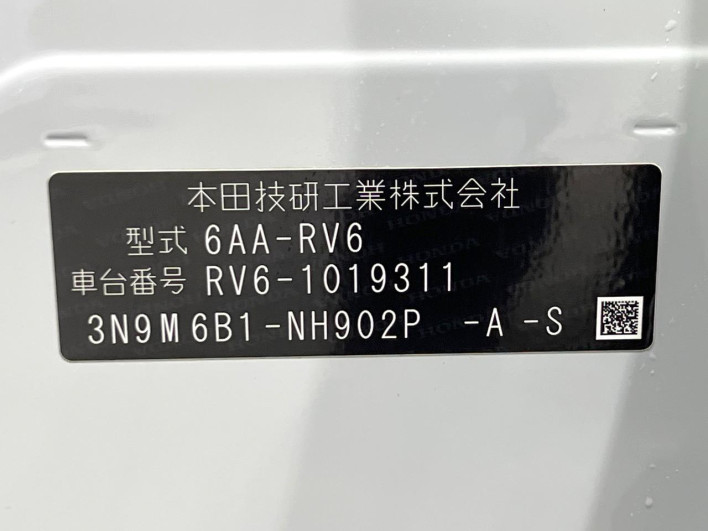 本田技研工業株式会社
型式 6AA-RV6
車台番号 RV6-1019311
3N9M6B1-NH902P -A -S